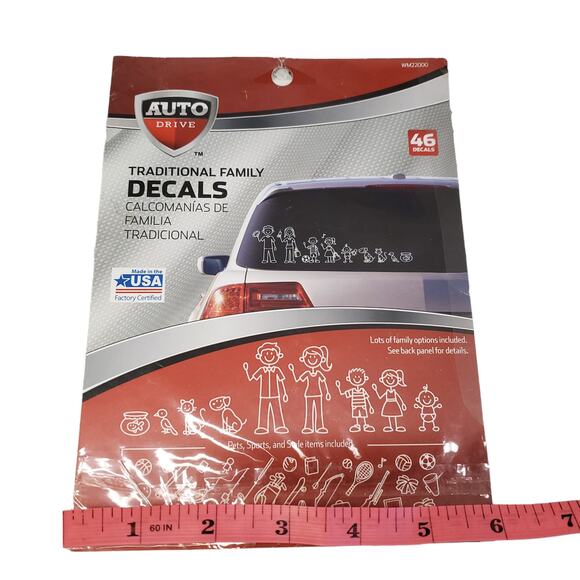 WM22000
AUTO
DRIVE
™
46
DECALS
TRADITIONAL FAMILY
DECALS
CALCOMANÍAS DE
FAMILIA
TRADICIONAL
Made in the
USA
Factory Certified
Lots of family options included.
See back panel for details.
Pets, Sports, and Style items included.
1 60 IN 2 3 4 5 6 7